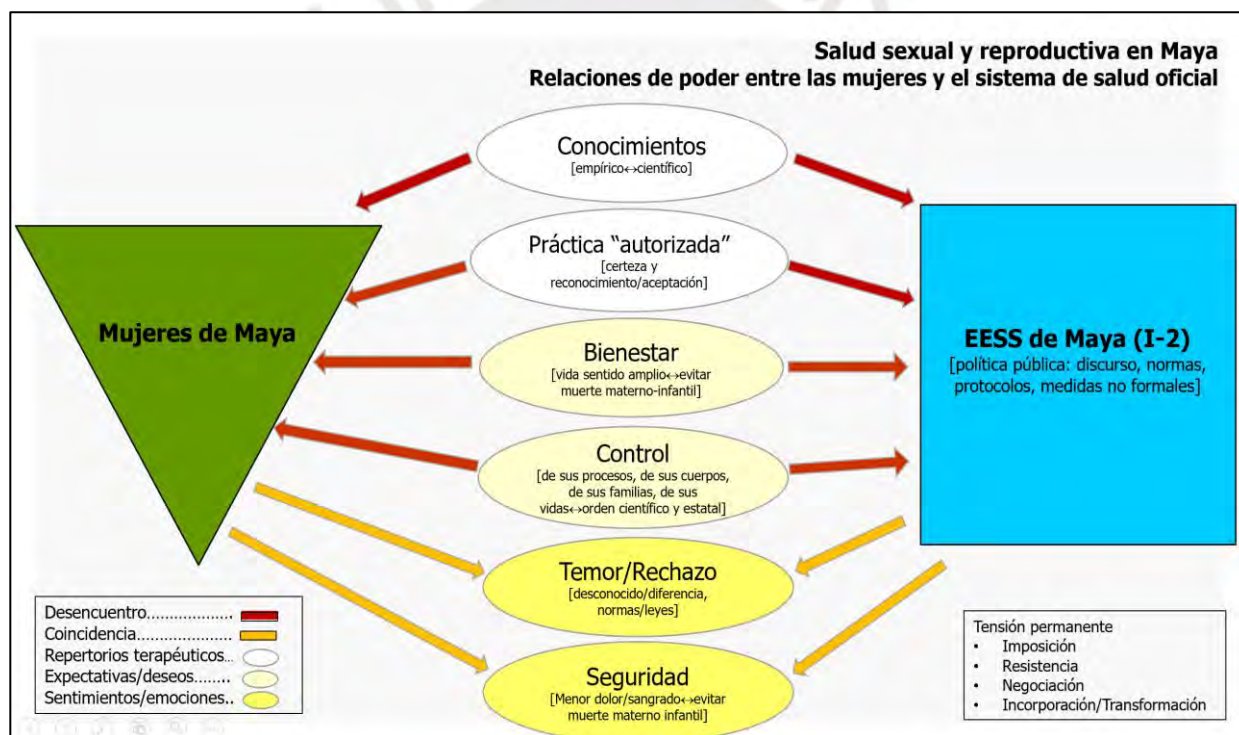 Salud sexual y reproductiva en Maya
Relaciones de poder entre las mujeres y el sistema de salud oficial
Conocimientos
[empírico↔científico]
Práctica “autorizada”
[certeza y
reconocimiento/aceptación]
Mujeres de Maya
Bienestar
[vida sentido amplio↔evitar
muerte materno-infantil]
EESS de Maya (I-2)
[política pública: discurso, normas,
protocolos, medidas no formales]
Control
[de sus procesos, de sus cuerpos,
de sus familias, de sus
vidas↔orden científico y estatal]
Temor/Rechazo
[desconocido/diferencia,
normas/leyes]
Seguridad
[Menor dolor/sangrado↔evitar
muerte materno infantil]
Desencuentro..................
Coincidencia.....................
Repertorios terapéuticos...
Expectativas/deseos........
Sentimientos/emociones..
Tensión permanente
• Imposición
• Resistencia
• Negociación
• Incorporación/Transformación